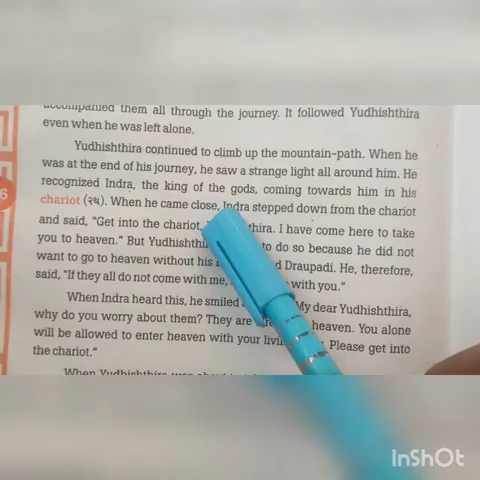 accompanied them all through the journey. It followed Yudhishthira
even when he was left alone.
Yudhishthira continued to climb up the mountain-path. When he
was at the end of his journey, he saw a strange light all around him. He
recognized Indra, the king of the gods, coming towards him in his
chariot (२५). When he came close, Indra stepped down from the chariot
and said, "Get into the chariot, thira. I have come here to take
you to heaven." But Yudhishthi to do so because he did not
want to go to heaven without his d Draupadi. He, therefore,
said, "If they all do not come with me, with you."
When Indra heard this, he smiled My dear Yudhishthira,
why do you worry about them? They are heaven. You alone
will be allowed to enter heaven with your livi Please get into
the chariot."
When Yudhishthira was about
6
InShOt